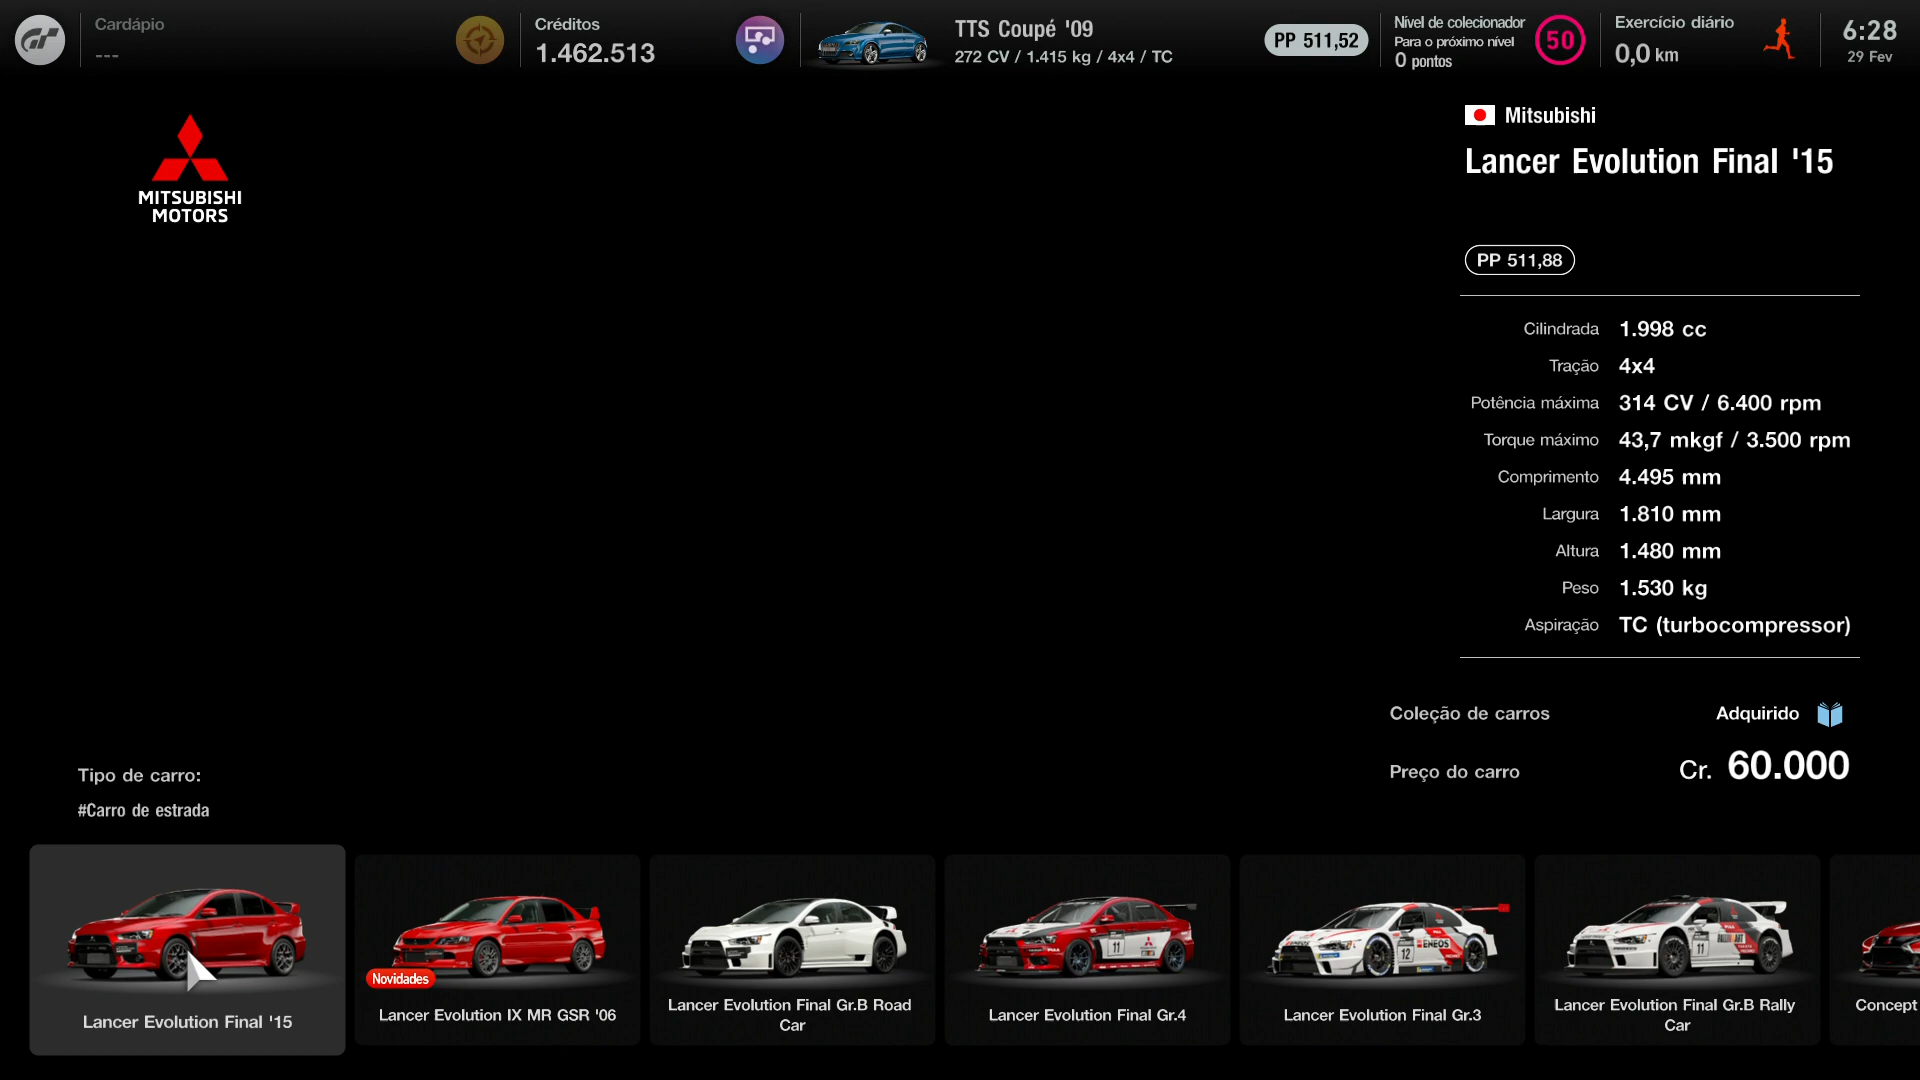 Cardápio
---
Créditos
1.462.513
TTS Coupé '09
272 CV / 1.415 kg / 4x4 / TC
PP 511,52
Nível de colecionador
Para o próximo nível
0 pontos
50
Exercício diário
0,0 km
6:28
29 Fev
MITSUBISHI
MOTORS
Mitsubishi
Lancer Evolution Final '15
PP 511,88
Cilindrada 1.998 cc
Tração 4x4
Potência máxima 314 CV / 6.400 rpm
Torque máximo 43,7 mkgf / 3.500 rpm
Comprimento 4.495 mm
Largura 1.810 mm
Altura 1.480 mm
Peso 1.530 kg
Aspiração TC (turbocompressor)
Coleção de carros Adquirido
Preço do carro Cr. 60.000
Tipo de carro:
#Carro de estrada
Lancer Evolution Final '15
Novidades
Lancer Evolution IX MR GSR '06
Lancer Evolution Final Gr.B Road
Car
11
Lancer Evolution Final Gr.4
ENEOS
12
Lancer Evolution Final Gr.3
11
Lancer Evolution Final Gr.B Rally
Car
Concept